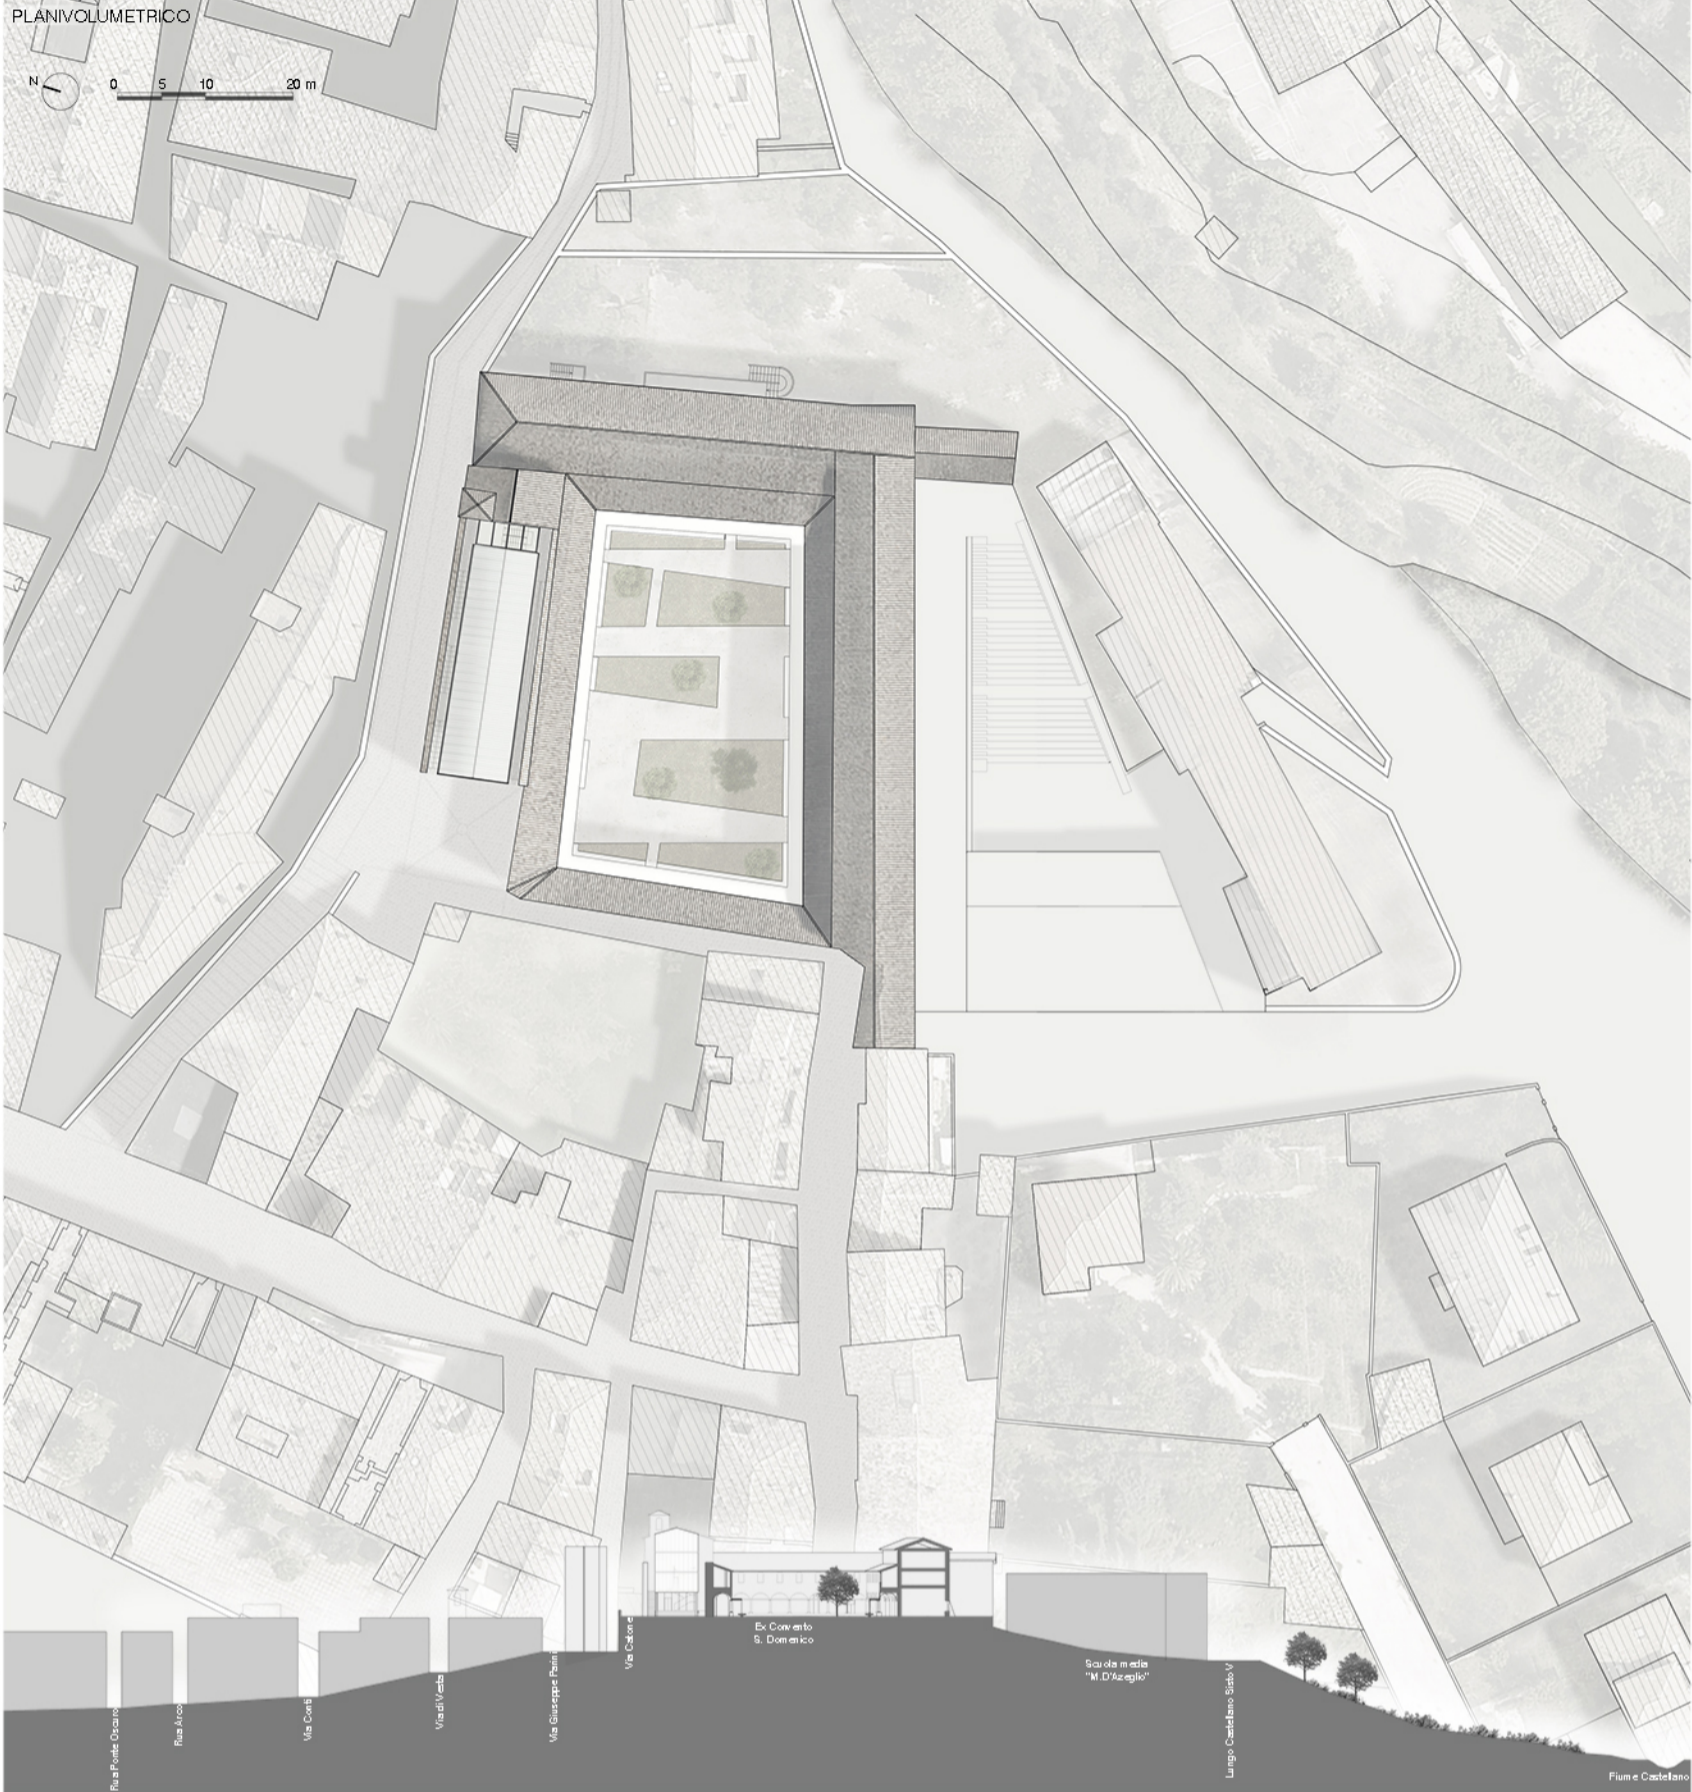 PLANIVOLUMETRICO
N
0 5 10 20 m
Ex Convento
S. Domenico
Scuola media
"M.D'Azeglio"
Rua Ponte Oscuro
Rua Arco
Via Conti
Via di Vesta
Via Giuseppe Parini
Via Catone
Lungo Castellano Sisto V
Fiume Castellano